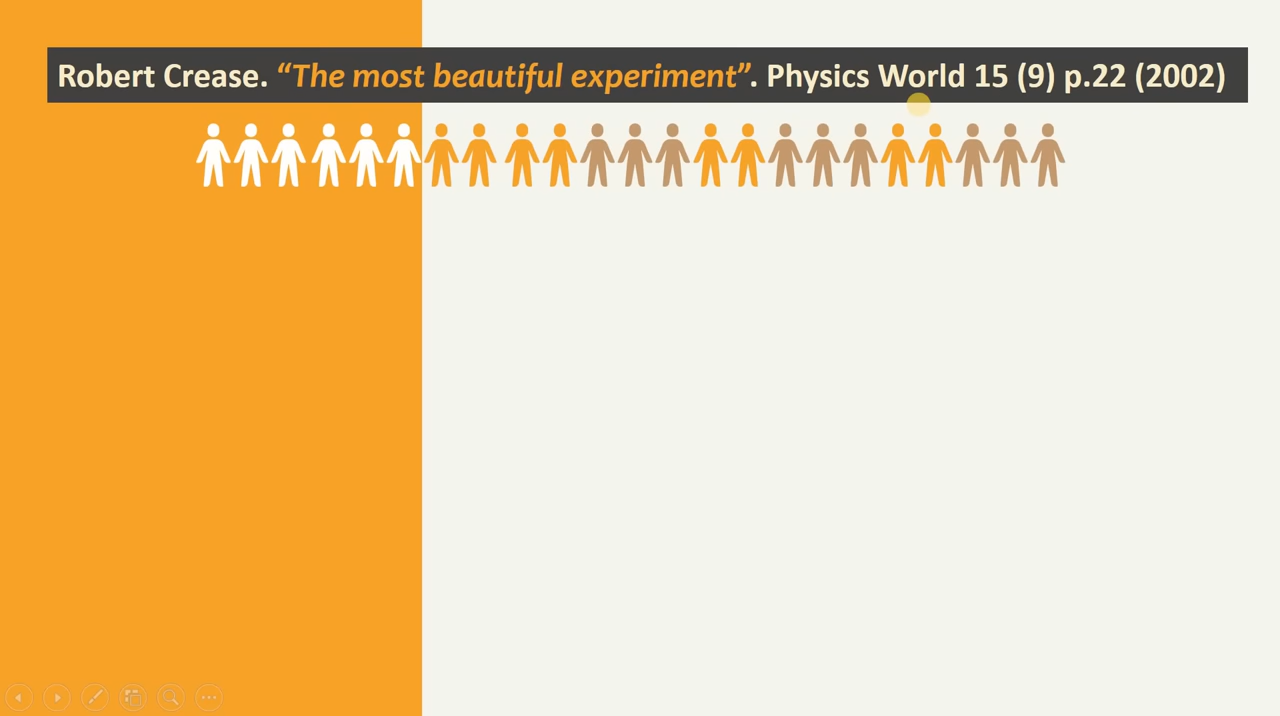 Robert Crease. “The most beautiful experiment”. Physics World 15 (9) p.22 (2002)